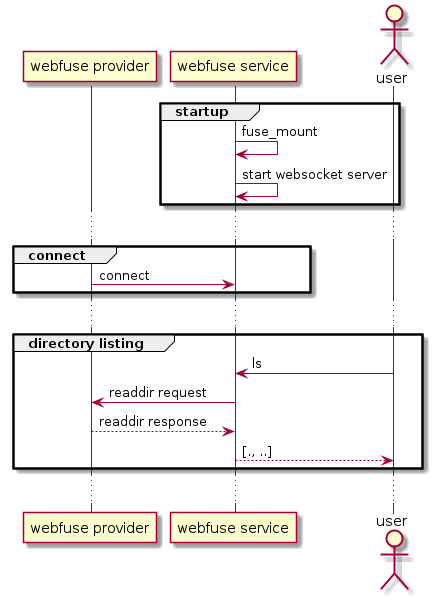 user
webfuse provider
webfuse service
startup
fuse_mount
start websocket server
connect
connect
directory listing
ls
readdir request
readdir response
[., ..]
webfuse provider
webfuse service
user